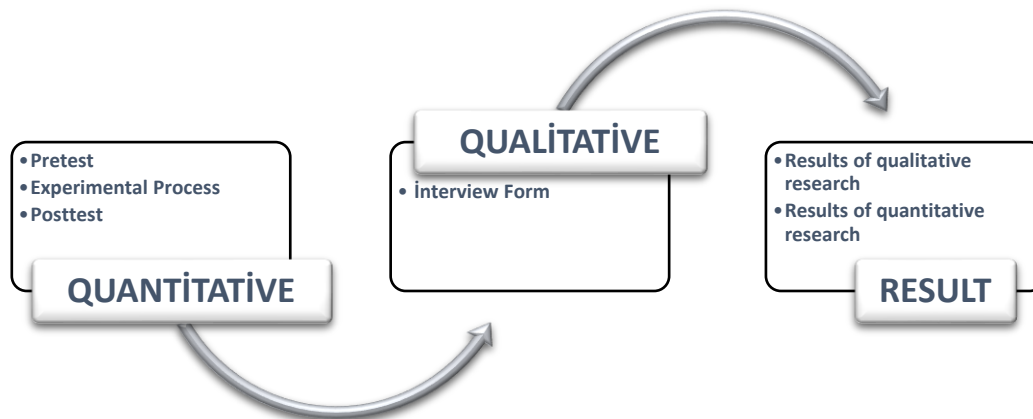 • Pretest
• Experimental Process
• Posttest
QUANTİTATİVE
QUALİTATİVE
• İnterview Form
• Results of qualitative
research
• Results of quantitative
research
RESULT